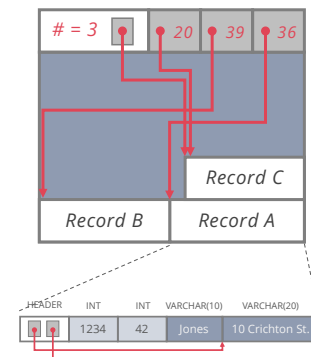 # = 3 20 39 36
Record C
Record B Record A
HEADER INT INT VARCHAR(10) VARCHAR(20)
1234 42 Jones 10 Crichton St.